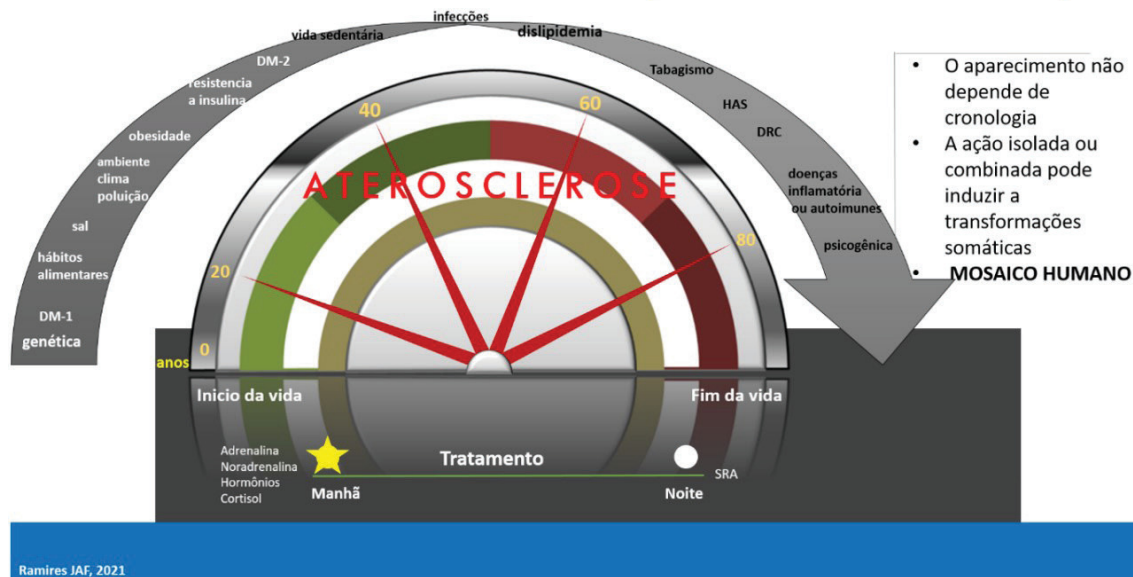 infecções
vida sedentária
dislipidemia
DM-2
Tabagismo
resistencia
a insulina
HAS
obesidade
DRC
ambiente
clima
poluição
doenças
inflamatória
ou autoimunes
sal
psicogênica
hábitos
alimentares
DM-1
genética
• O aparecimento não
depende de
cronologia
• A ação isolada ou
combinada pode
induzir a
transformações
somáticas
• MOSAICO HUMANO
40
60
ATEROSCLEROSE
20
80
anos 0
Inicio da vida
Fim da vida
Adrenalina
Noradrenalina
Hormônios
Cortisol
Tratamento
SRA
Manhã
Noite
Ramires JAF, 2021